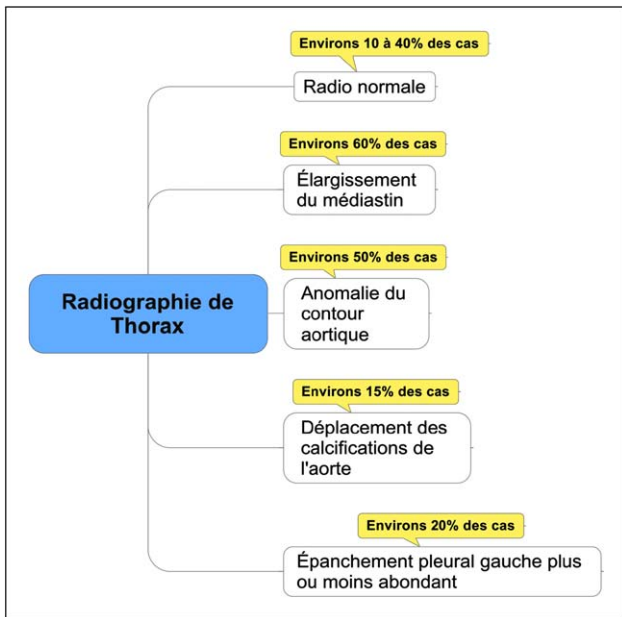 Environs 10 à 40% des cas
Radio normale
Environs 60% des cas
Élargissement
du médiastin
Environs 50% des cas
Anomalie du
contour
aortique
Radiographie de
Thorax
Environs 15% des cas
Déplacement des
calcifications de
l'aorte
Environs 20% des cas
Épanchement pleural gauche plus
ou moins abondant